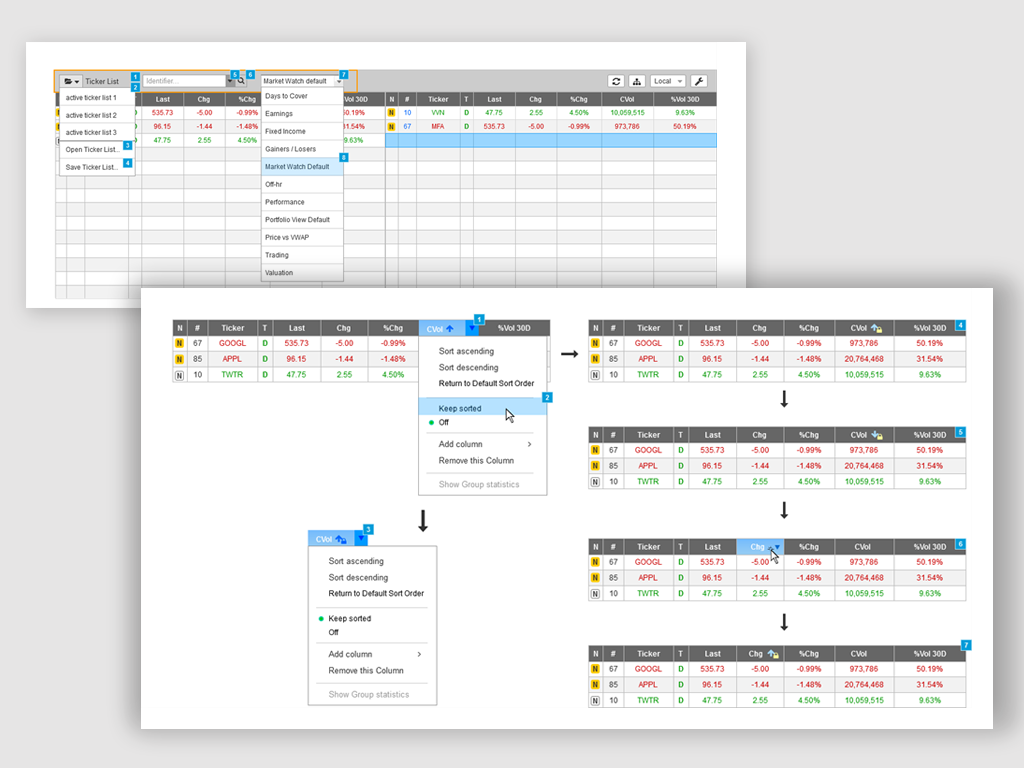 Ticker List 1 Identifier... 5 6 Market Watch default 7 Local
2
Last Chg %Chg Vol 30D N # Ticker T Last Chg %Chg CVol %Vol 30D
active ticker list 1
active ticker list 2
active ticker list 3
Open Ticker List... 3
Save Ticker List... 4
535.73 -5.00 -0.99% 50.19% N 10 VVN D 47.75 2.55 4.50% 10,059,515 9.63%
96.15 -1.44 -1.48% 31.54% N 67 MFA D 535.73 -5.00 -0.99% 973,786 50.19%
47.75 2.55 4.50% 9.63%
Days to Cover
Earnings
Fixed Income
Gainers / Losers
Market Watch Default 8
Off-hr
Performance
Portfolio View Default
Price vs VWAP
Trading
Valuation
N # Ticker T Last Chg %Chg CVol 1 %Vol 30D
N 67 GOOGL D 535.73 -5.00 -0.99%
N 85 APPL D 96.15 -1.44 -1.48%
N 10 TWTR D 47.75 2.55 4.50%
Sort ascending
Sort descending
Return to Default Sort Order
Keep sorted 2
Off
Add column >
Remove this Column
Show Group statistics
CVol 3
Sort ascending
Sort descending
Return to Default Sort Order
Keep sorted
Off
Add column >
Remove this Column
Show Group statistics
N # Ticker T Last Chg %Chg CVol %Vol 30D 4
N 67 GOOGL D 535.73 -5.00 -0.99% 973,786 50.19%
N 85 APPL D 96.15 -1.44 -1.48% 20,764,468 31.54%
N 10 TWTR D 47.75 2.55 4.50% 10,059,515 9.63%
N # Ticker T Last Chg %Chg CVol %Vol 30D 5
N 67 GOOGL D 535.73 -5.00 -0.99% 973,786 50.19%
N 85 APPL D 96.15 -1.44 -1.48% 20,764,468 31.54%
N 10 TWTR D 47.75 2.55 4.50% 10,059,515 9.63%
N # Ticker T Last Chg %Chg CVol %Vol 30D 6
N 67 GOOGL D 535.73 -5.00 -0.99% 973,786 50.19%
N 85 APPL D 96.15 -1.44 -1.48% 20,764,468 31.54%
N 10 TWTR D 47.75 2.55 4.50% 10,059,515 9.63%
N # Ticker T Last Chg %Chg CVol %Vol 30D 7
N 67 GOOGL D 535.73 -5.00 -0.99% 973,786 50.19%
N 85 APPL D 96.15 -1.44 -1.48% 20,764,468 31.54%
N 10 TWTR D 47.75 2.55 4.50% 10,059,515 9.63%